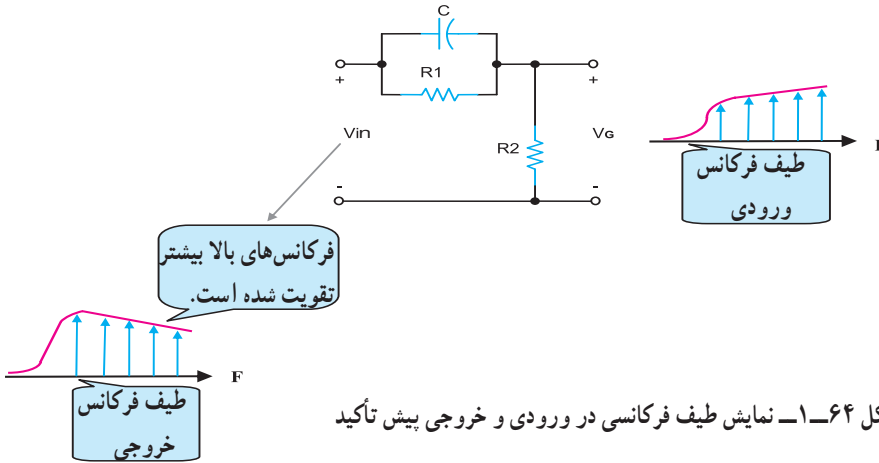 C
R1
+
+
Vin
R2
VG
-
-
طیف فرکانس
ورودی
فرکانس‌های بالا بیشتر
تقویت شده است.
F
طیف فرکانس
خروجی
کل ۶۴ــ۱ــ نمایش طیف فرکانسی در ورودی و خروجی پیش تأکید